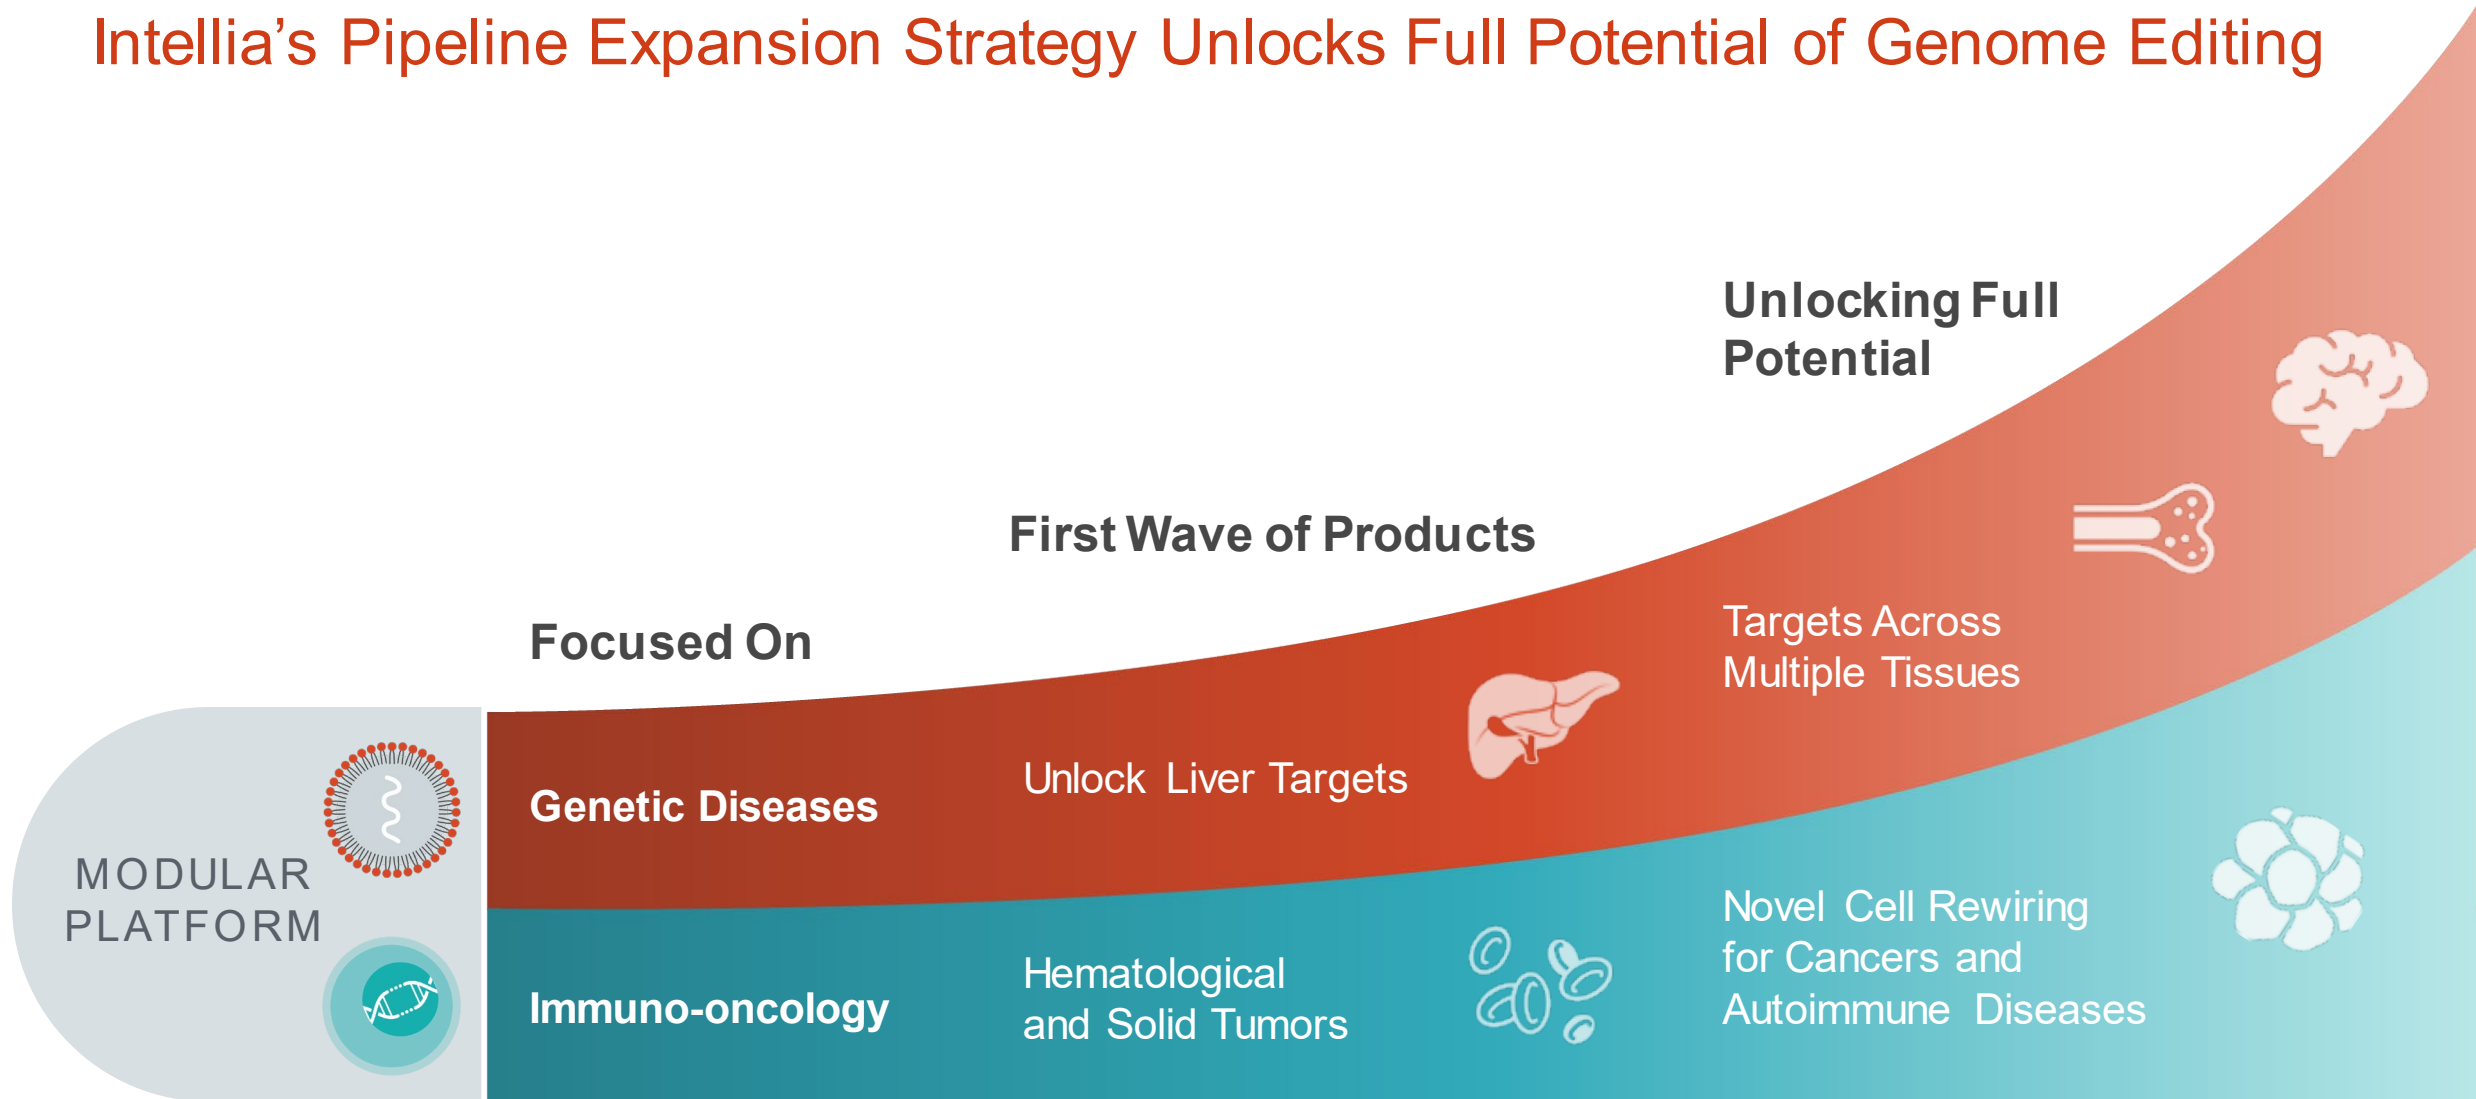 Intellia’s Pipeline Expansion Strategy Unlocks Full Potential of Genome Editing
Unlocking Full
Potential
First Wave of Products
Focused On
Targets Across
Multiple Tissues
Unlock Liver Targets
Genetic Diseases
MODULAR
PLATFORM
Novel Cell Rewiring
for Cancers and
Autoimmune Diseases
Hematological
and Solid Tumors
Immuno-oncology